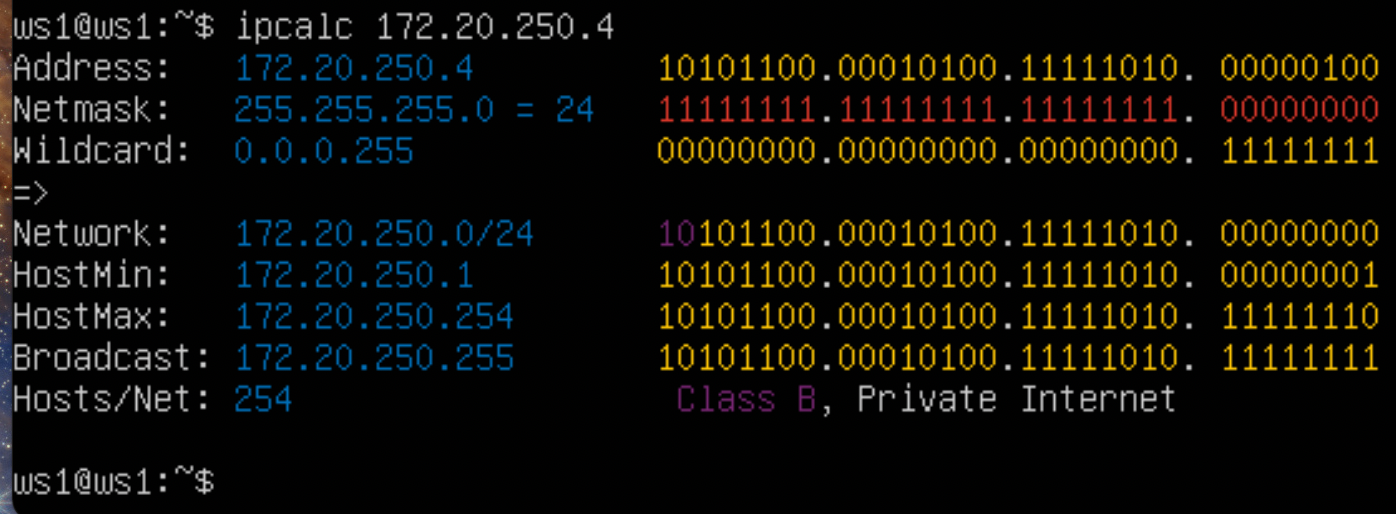 ws1@ws1:~$ ipcalc 172.20.250.4
Address:   172.20.250.4          10101100.00010100.11111010. 00000100
Netmask:   255.255.255.0 = 24    11111111.11111111.11111111. 00000000
Wildcard:  0.0.0.255             00000000.00000000.00000000. 11111111
=>
Network:   172.20.250.0/24       10101100.00010100.11111010. 00000000
HostMin:   172.20.250.1          10101100.00010100.11111010. 00000001
HostMax:   172.20.250.254        10101100.00010100.11111010. 11111110
Broadcast: 172.20.250.255        10101100.00010100.11111010. 11111111
Hosts/Net: 254                    Class B, Private Internet
ws1@ws1:~$